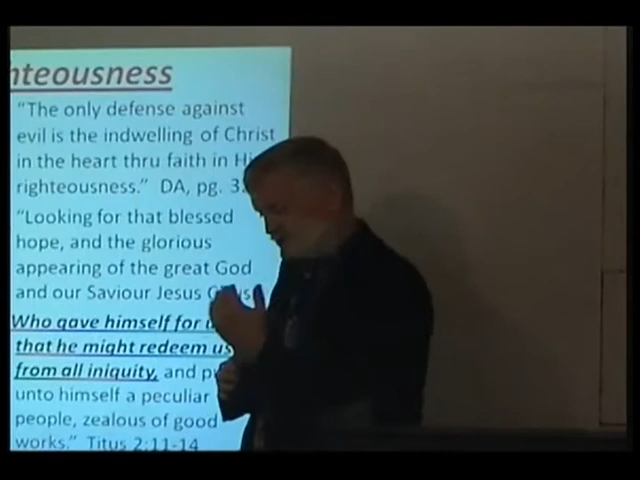 hteousness
"The only defense against
evil is the indwelling of Christ
in the heart thru faith in
righteousness." DA, pg.
"Looking for that blessed
hope, and the glorious
appearing of the great God
and our Saviour Jesus
Who gave himself for
that he might redeem us
from all iniquity, and
unto himself a peculiar
people, zealous of good
works." Titus 2:11-14